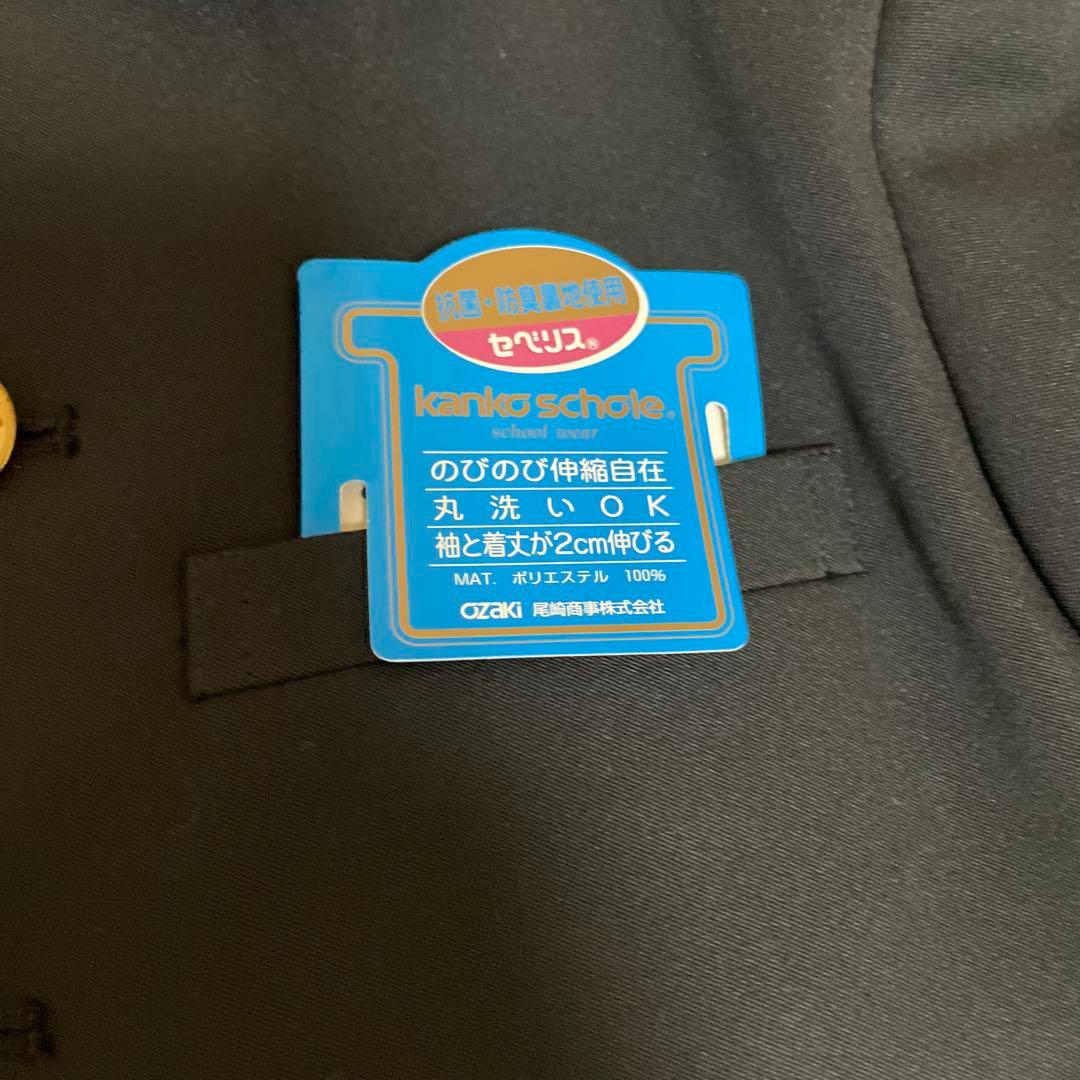 抗菌・防臭裏地使用
セベリス®
kanko schole®
school wear
のびのび伸縮自在
丸洗いOK
袖と着丈が2cm伸びる
MAT. ポリエステル 100%
OZAKI 尾崎商事株式会社